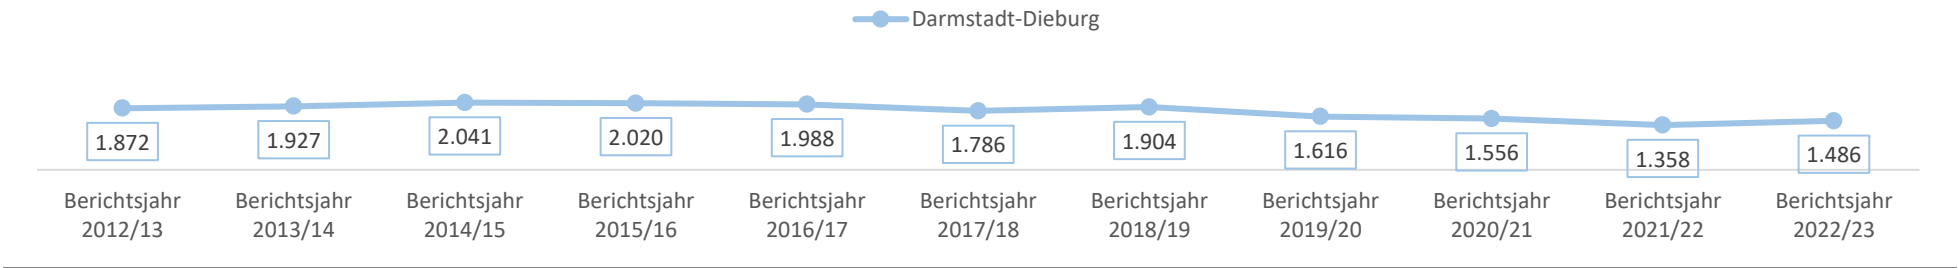 Darmstadt-Dieburg
1.872 1.927 2.041 2.020 1.988 1.786 1.904 1.616 1.556 1.358 1.486
Berichtsjahr Berichtsjahr Berichtsjahr Berichtsjahr Berichtsjahr Berichtsjahr Berichtsjahr Berichtsjahr Berichtsjahr Berichtsjahr Berichtsjahr
2012/13 2013/14 2014/15 2015/16 2016/17 2017/18 2018/19 2019/20 2020/21 2021/22 2022/23